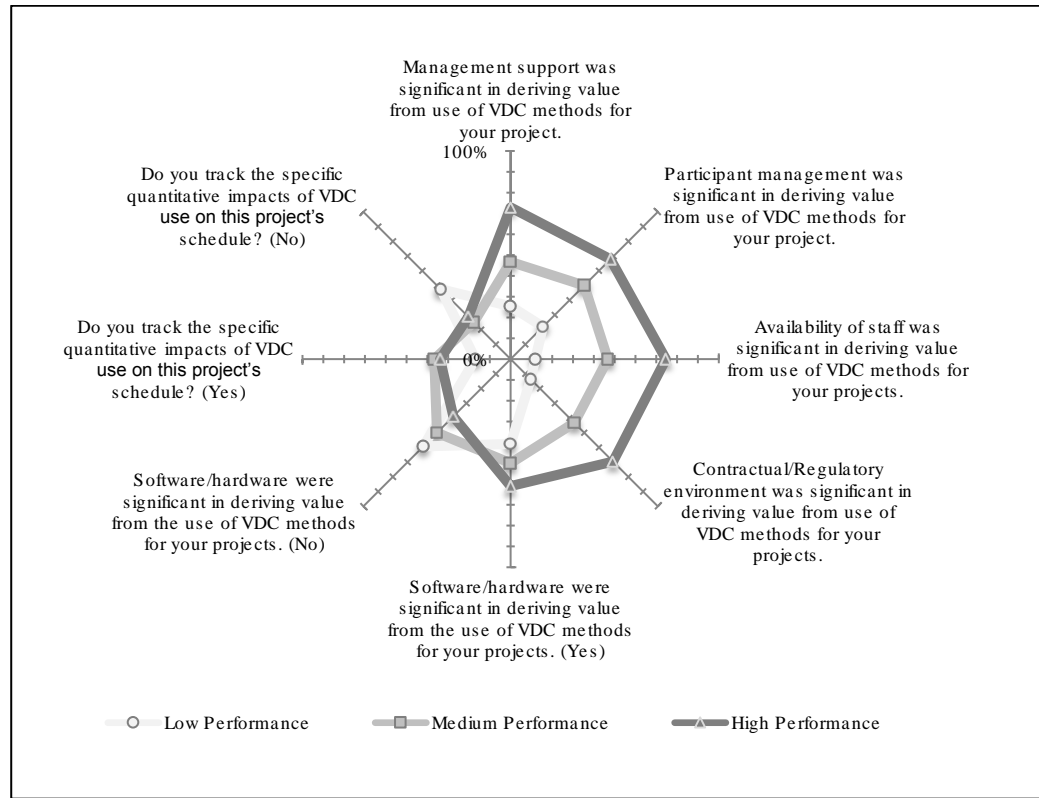 Management support was
significant in deriving value
from use of VDC methods for
your project.
100%
Do you track the specific
quantitative impacts of VDC
use on this project's
schedule? (No)
Participant management was
significant in deriving value
from use of VDC methods for
your project.
Do you track the specific
quantitative impacts of VDC
use on this project's
schedule? (Yes)
0%
Availability of staff was
significant in deriving value
from use of VDC methods for
your projects.
Software/hardware were
significant in deriving value
from the use of VDC methods
for your projects. (No)
Contractual/Regulatory
environment was significant in
deriving value from use of
VDC methods for your
projects.
Software/hardware were
significant in deriving value
from the use of VDC methods
for your projects. (Yes)
Low Performance
Medium Performance
High Performance